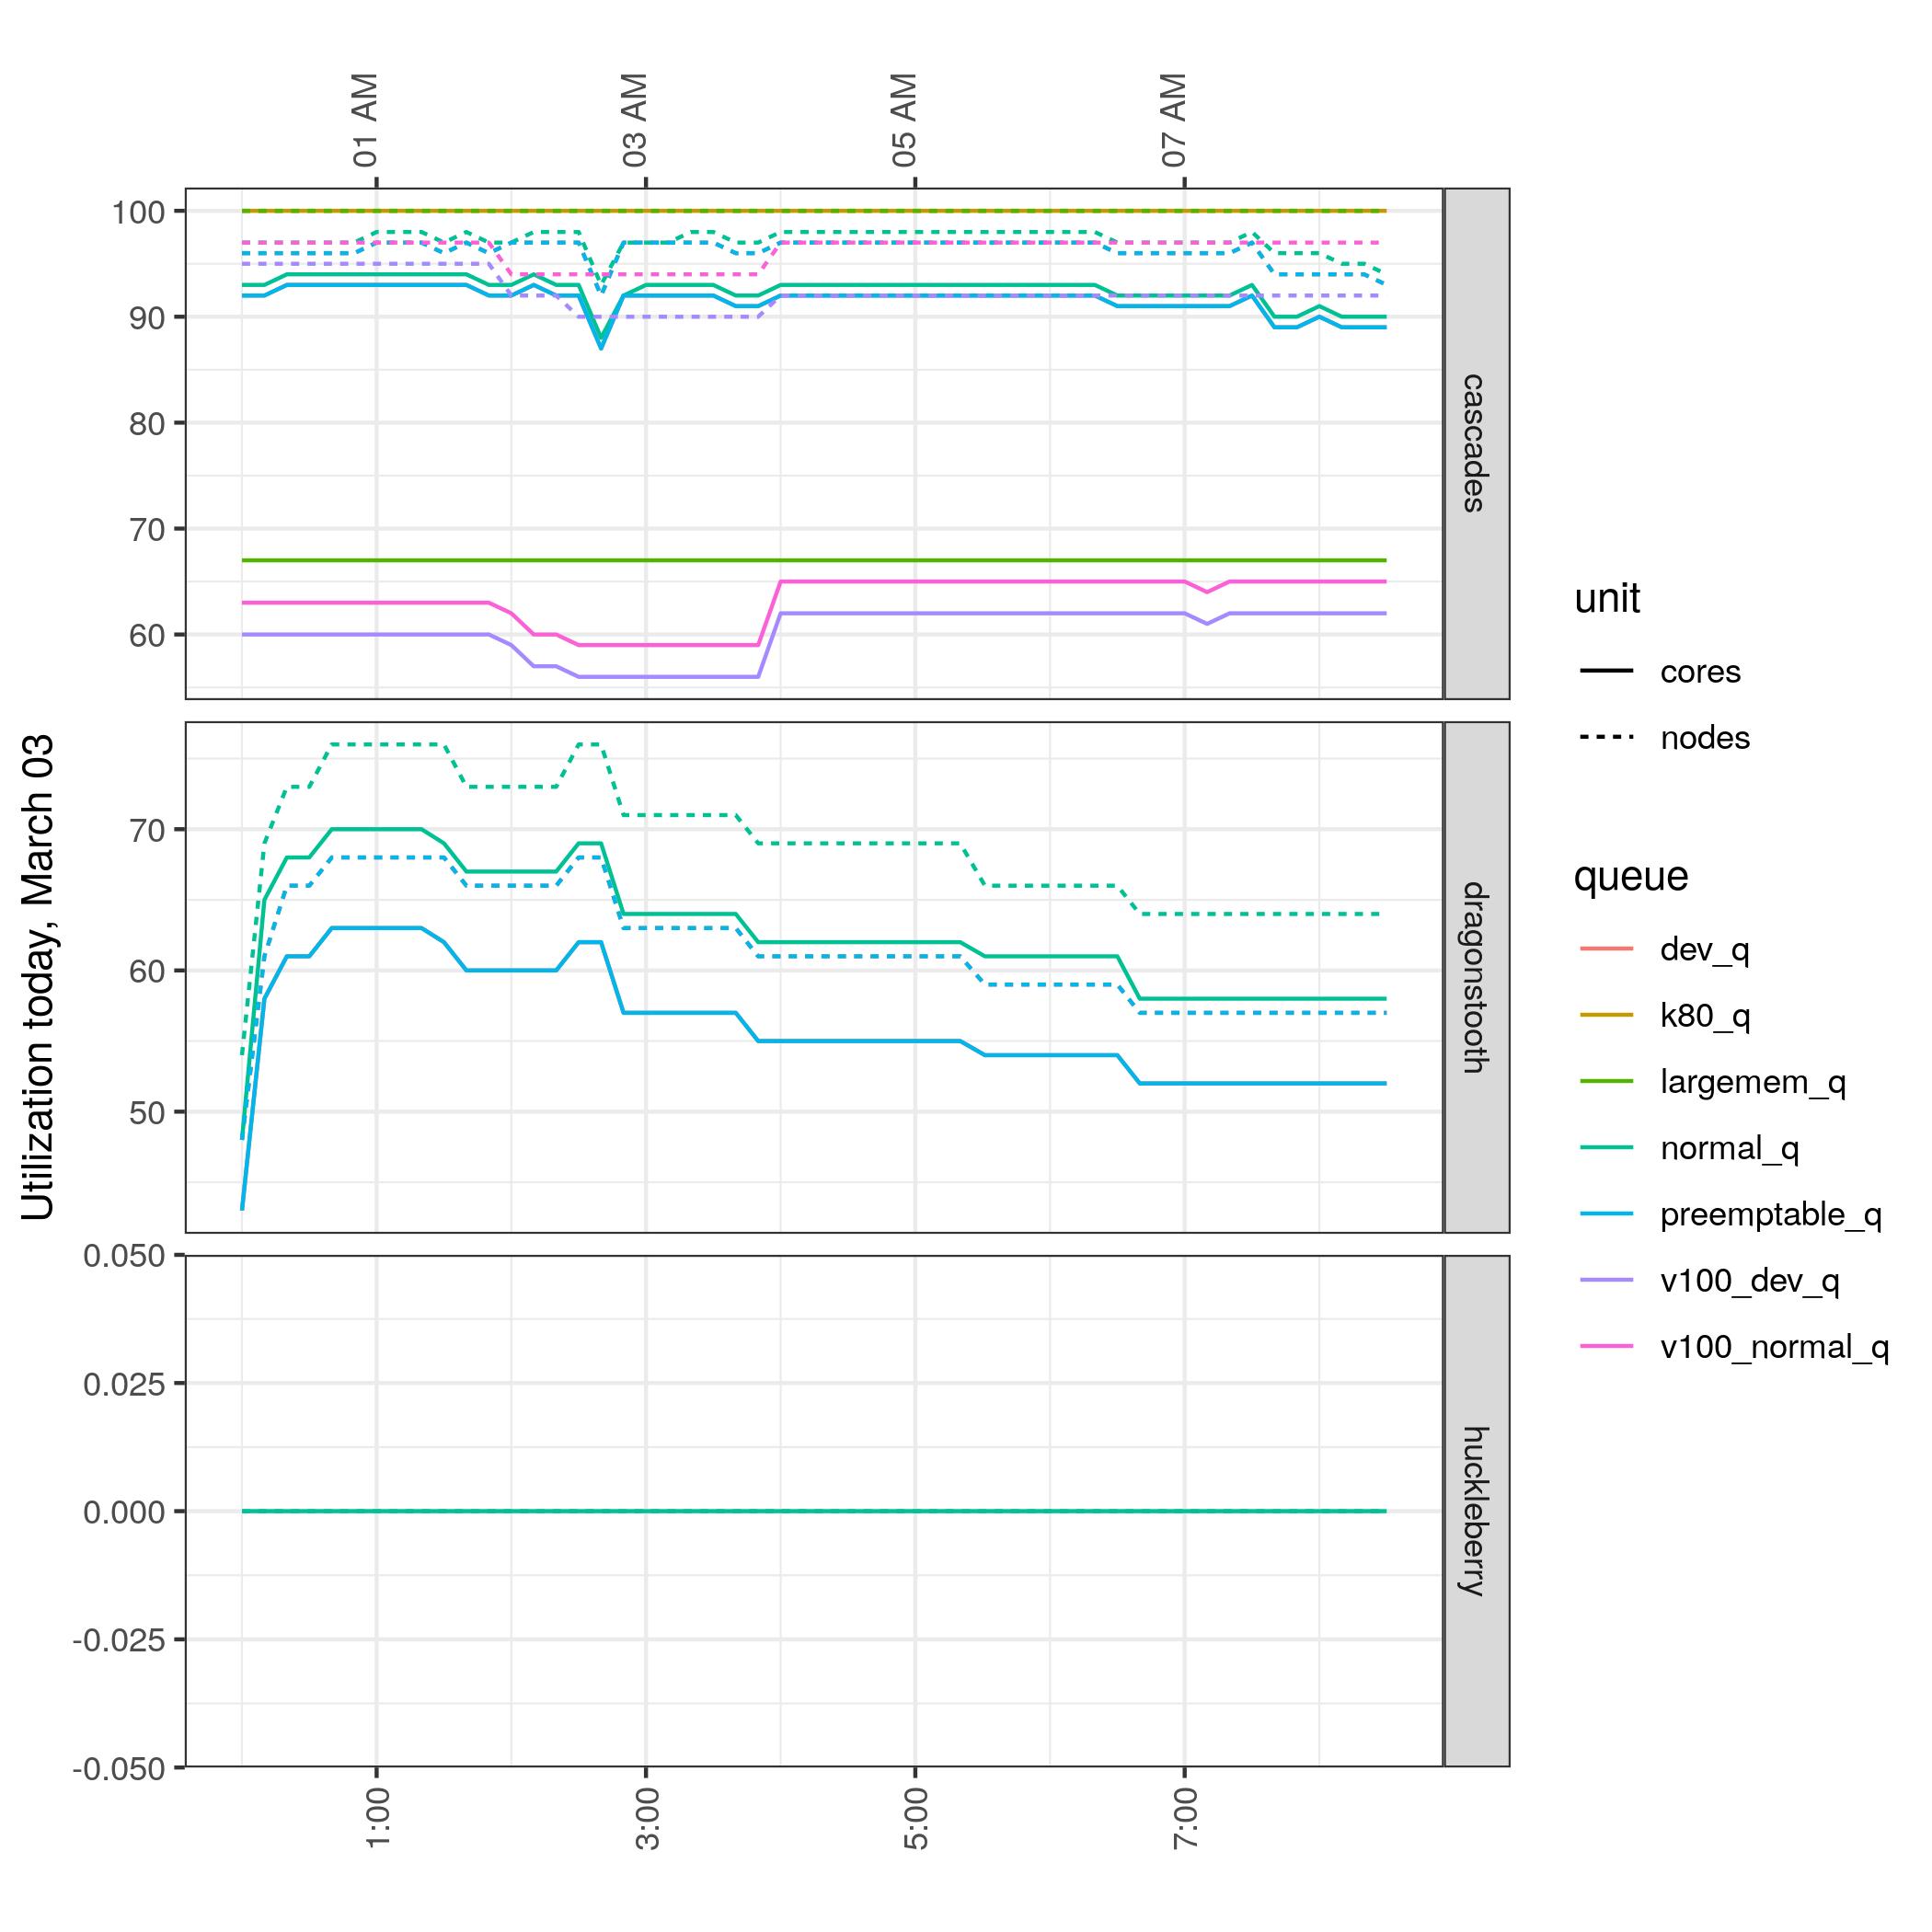 01 AM
03 AM
05 AM
07 AM
100
90
80
70
60
cascades
70
60
50
dragonstooth
0.050
0.025
0.000
-0.025
-0.050
huckleberry
1:00
3:00
5:00
7:00
Utilization today, March 03
unit
cores
nodes
queue
dev_q
k80_q
largemem_q
normal_q
preemptable_q
v100_dev_q
v100_normal_q